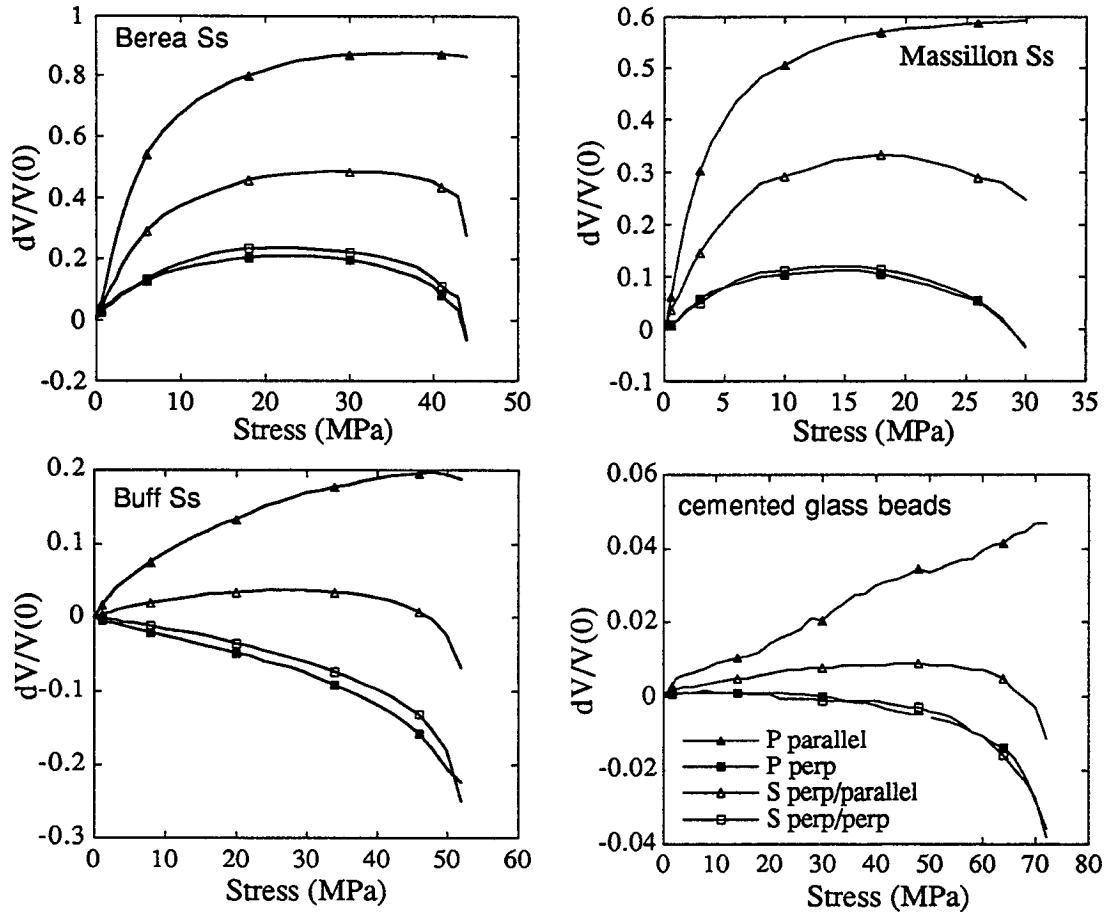 Berea Ss
dV/V(0)
1
0.8
0.6
0.4
0.2
0
-0.2
0 10 20 30 40 50
Stress (MPa)
Massillon Ss
dV/V(0)
0.6
0.5
0.4
0.3
0.2
0.1
0
-0.1
0 5 10 15 20 25 30 35
Stress (MPa)
Buff Ss
dV/V(0)
0.2
0.1
0
-0.1
-0.2
-0.3
0 10 20 30 40 50 60
Stress (MPa)
cemented glass beads
dV/V(0)
0.06
0.04
0.02
0
-0.02
-0.04
P parallel
P perp
S perp/parallel
S perp/perp
0 10 20 30 40 50 60 70 80
Stress (MPa)